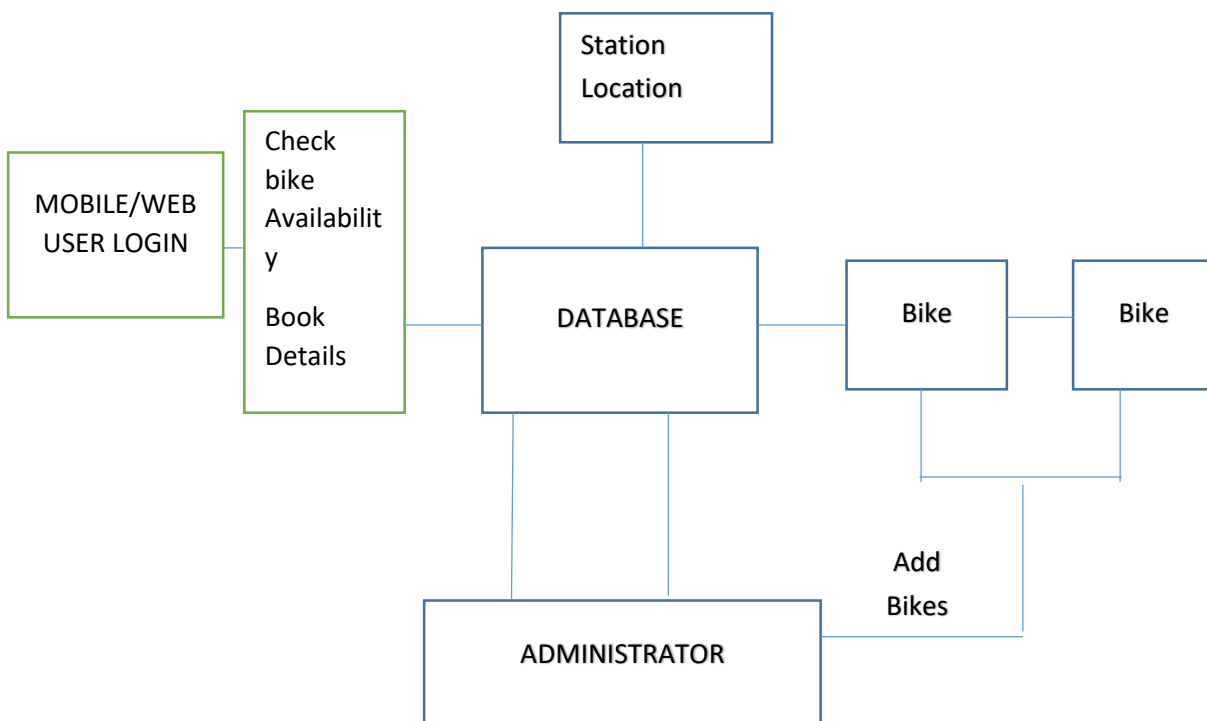 Station
Location
Check
bike
Availabilit
y
Book
Details
MOBILE/WEB
USER LOGIN
DATABASE
Bike
Bike
Add
Bikes
ADMINISTRATOR